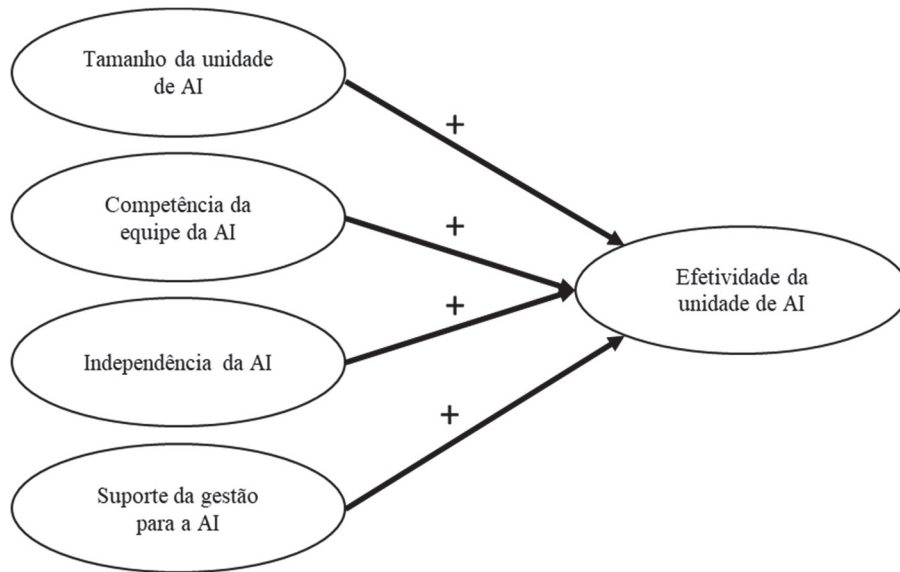 Tamanho da unidade
de AI
+
Competência da
equipe da AI
+
Efetividade da
unidade de AI
+
Independência da AI
+
Suporte da gestão
para a AI